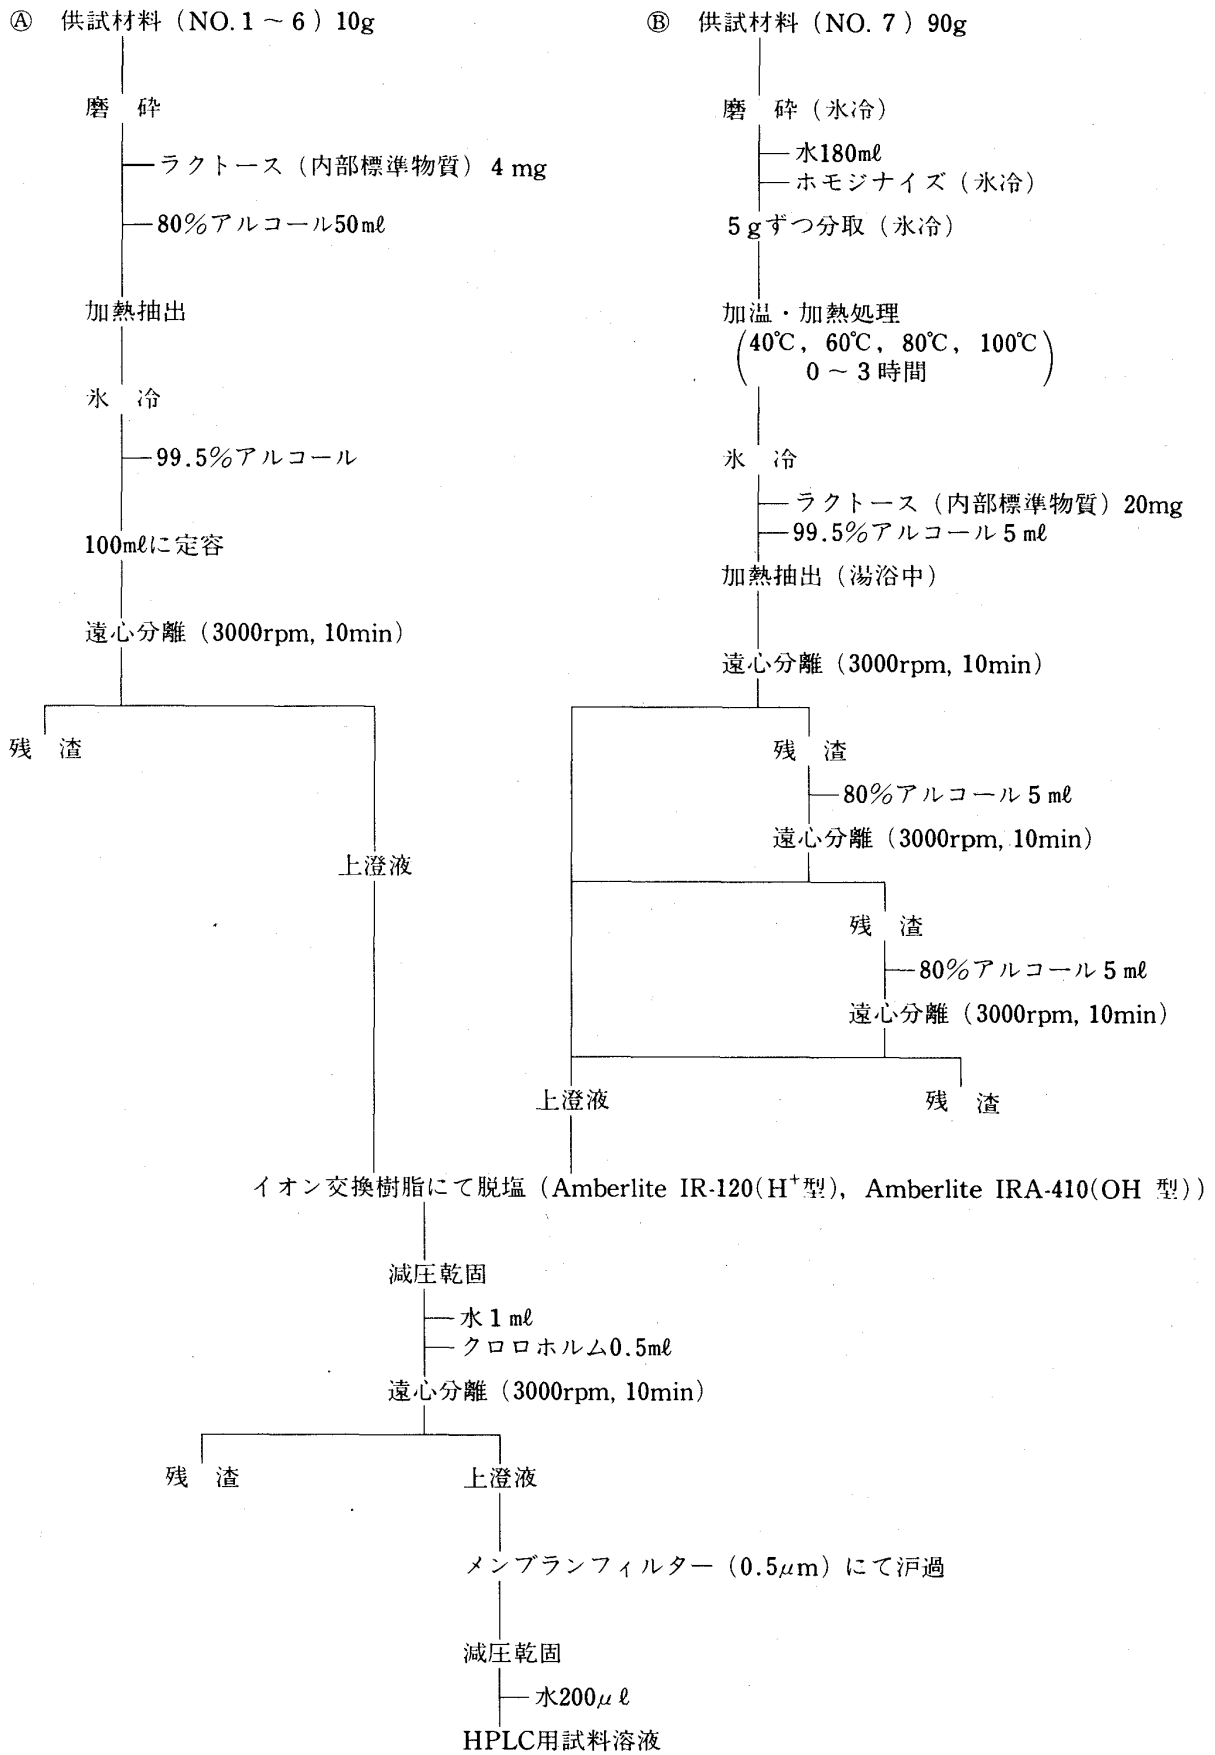 Ⓐ 供試材料（NO.1～6）10g
磨 砕
ラクトース（内部標準物質）4mg
80％アルコール50mℓ
加熱抽出
氷 冷
99.5％アルコール
100mℓに定容
遠心分離（3000rpm, 10min）
残 渣
上澄液
Ⓑ 供試材料（NO. 7）90g
磨 砕（氷冷）
水180mℓ
ホモジナイズ（氷冷）
5gずつ分取（氷冷）
加温・加熱処理
（40℃, 60℃, 80℃, 100℃
0～3時間）
氷 冷
ラクトース（内部標準物質）20mg
99.5％アルコール5mℓ
加熱抽出（湯浴中）
遠心分離（3000rpm, 10min）
残 渣
80％アルコール5mℓ
遠心分離（3000rpm, 10min）
残 渣
80％アルコール5mℓ
遠心分離（3000rpm, 10min）
上澄液
残 渣
イオン交換樹脂にて脱塩（Amberlite IR-120(H⁺型), Amberlite IRA-410(OH 型)）
減圧乾固
水1mℓ
クロロホルム0.5mℓ
遠心分離（3000rpm, 10min）
残 渣
上澄液
メンブランフィルター（0.5μm）にて沪過
減圧乾固
水200μℓ
HPLC用試料溶液